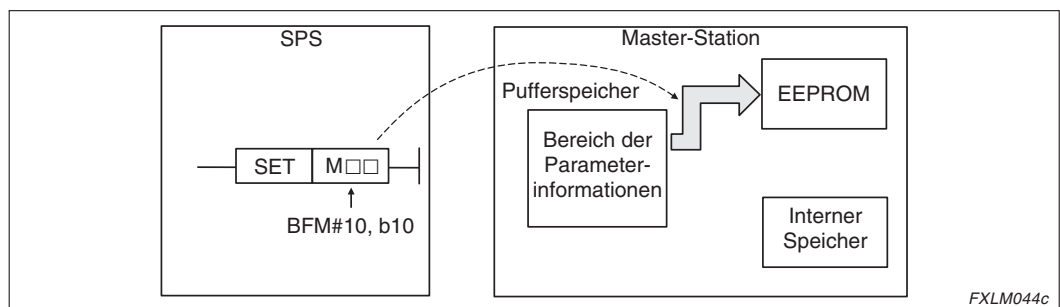 SPS
SET M□□
BFM#10, b10
Master-Station
Pufferspeicher
Bereich der
Parameter-
informationen
EEPROM
Interner
Speicher
FXLM044c